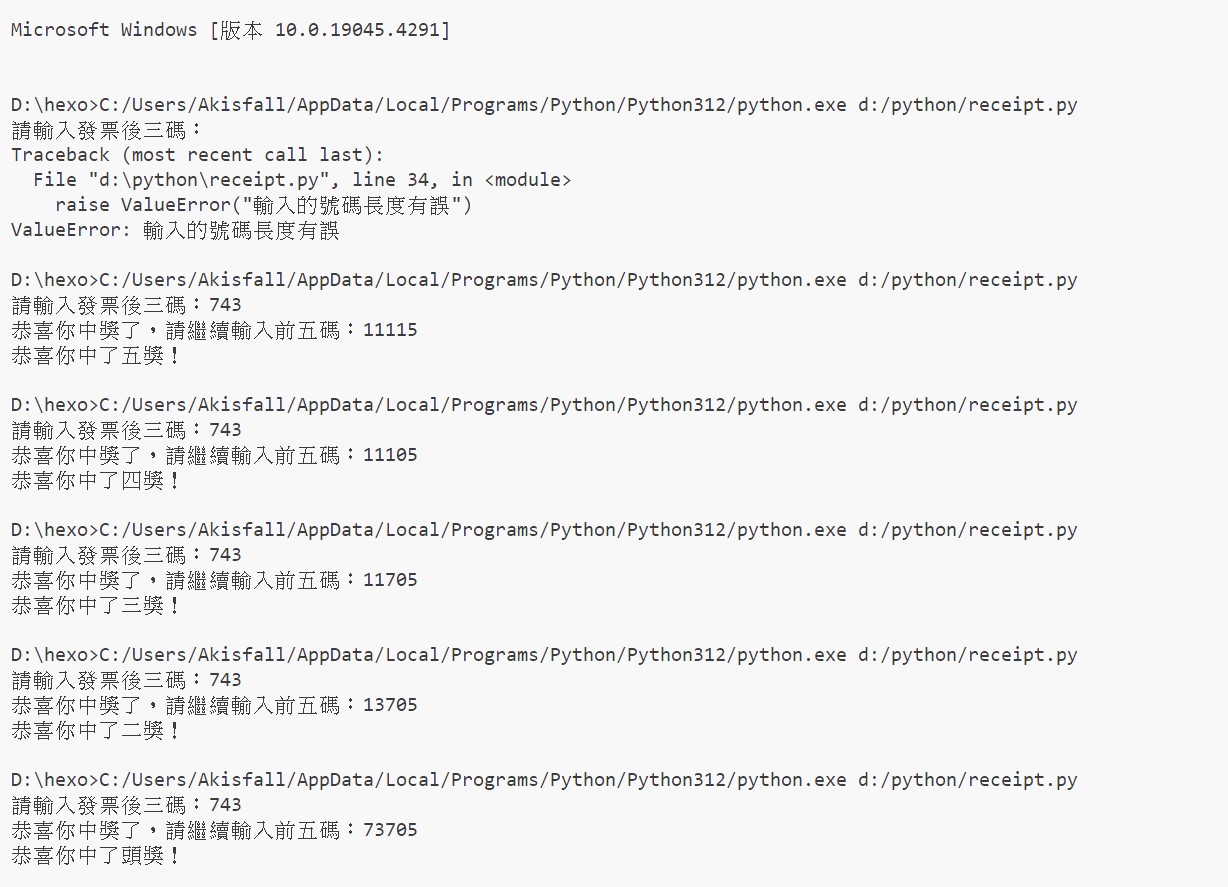 Microsoft Windows [版本 10.0.19045.4291]
D:\hexo>C:/Users/Akisfall/AppData/Local/Programs/Python/Python312/python.exe d:/python/receipt.py
請輸入發票後三碼：
Traceback (most recent call last):
  File "d:\python\receipt.py", line 34, in <module>
    raise ValueError("輸入的號碼長度有誤")
ValueError: 輸入的號碼長度有誤
D:\hexo>C:/Users/Akisfall/AppData/Local/Programs/Python/Python312/python.exe d:/python/receipt.py
請輸入發票後三碼：743
恭喜你中獎了，請繼續輸入前五碼：11115
恭喜你中了五獎！
D:\hexo>C:/Users/Akisfall/AppData/Local/Programs/Python/Python312/python.exe d:/python/receipt.py
請輸入發票後三碼：743
恭喜你中獎了，請繼續輸入前五碼：11105
恭喜你中了四獎！
D:\hexo>C:/Users/Akisfall/AppData/Local/Programs/Python/Python312/python.exe d:/python/receipt.py
請輸入發票後三碼：743
恭喜你中獎了，請繼續輸入前五碼：11705
恭喜你中了三獎！
D:\hexo>C:/Users/Akisfall/AppData/Local/Programs/Python/Python312/python.exe d:/python/receipt.py
請輸入發票後三碼：743
恭喜你中獎了，請繼續輸入前五碼：13705
恭喜你中了二獎！
D:\hexo>C:/Users/Akisfall/AppData/Local/Programs/Python/Python312/python.exe d:/python/receipt.py
請輸入發票後三碼：743
恭喜你中獎了，請繼續輸入前五碼：73705
恭喜你中了頭獎！